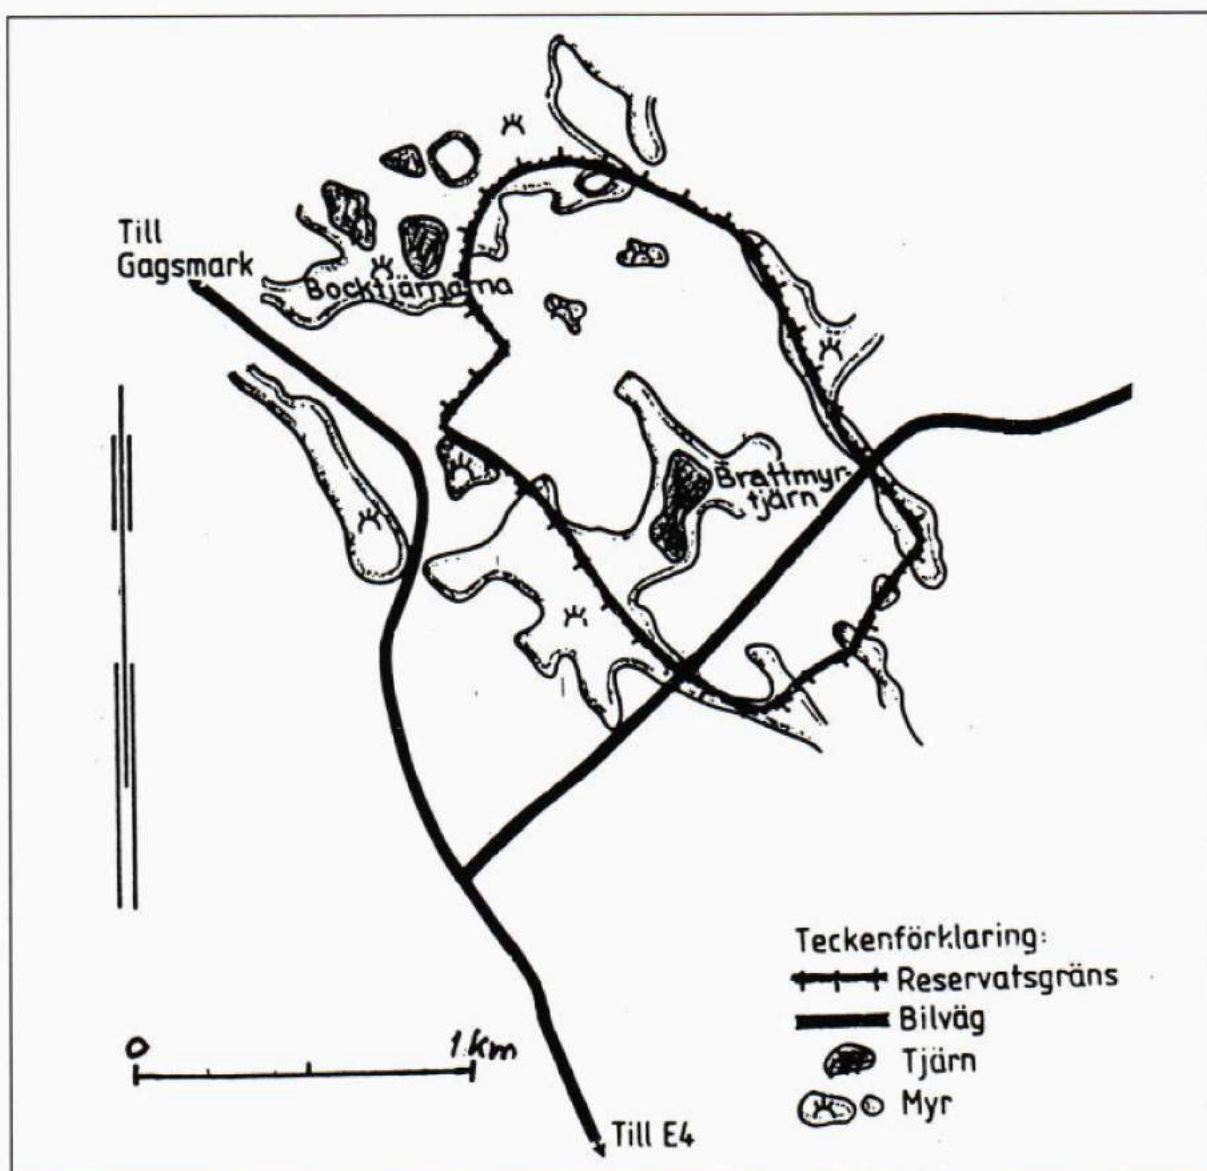 Till
Gagsmark
Bocktjärnarna
Brattmyr-
tjärn
Teckenförklaring:
Reservatsgräns
Bilväg
Tjärn
Myr
0 1 km
Till E4